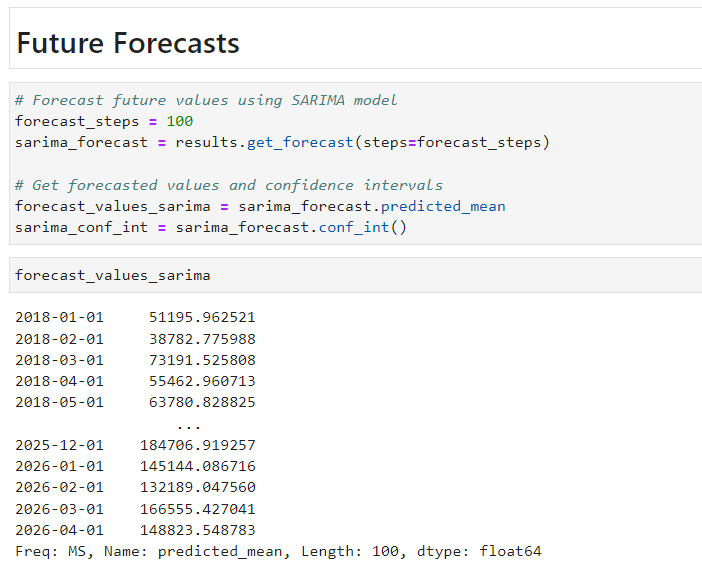 Future Forecasts
# Forecast future values using SARIMA model
forecast_steps = 100
sarima_forecast = results.get_forecast(steps=forecast_steps)
# Get forecasted values and confidence intervals
forecast_values_sarima = sarima_forecast.predicted_mean
sarima_conf_int = sarima_forecast.conf_int()
forecast_values_sarima
2018-01-01     51195.962521
2018-02-01     38782.775988
2018-03-01     73191.525808
2018-04-01     55462.960713
2018-05-01     63780.828825
...
2025-12-01    184706.919257
2026-01-01    145144.086716
2026-02-01    132189.047560
2026-03-01    166555.427041
2026-04-01    148823.548783
Freq: MS, Name: predicted_mean, Length: 100, dtype: float64